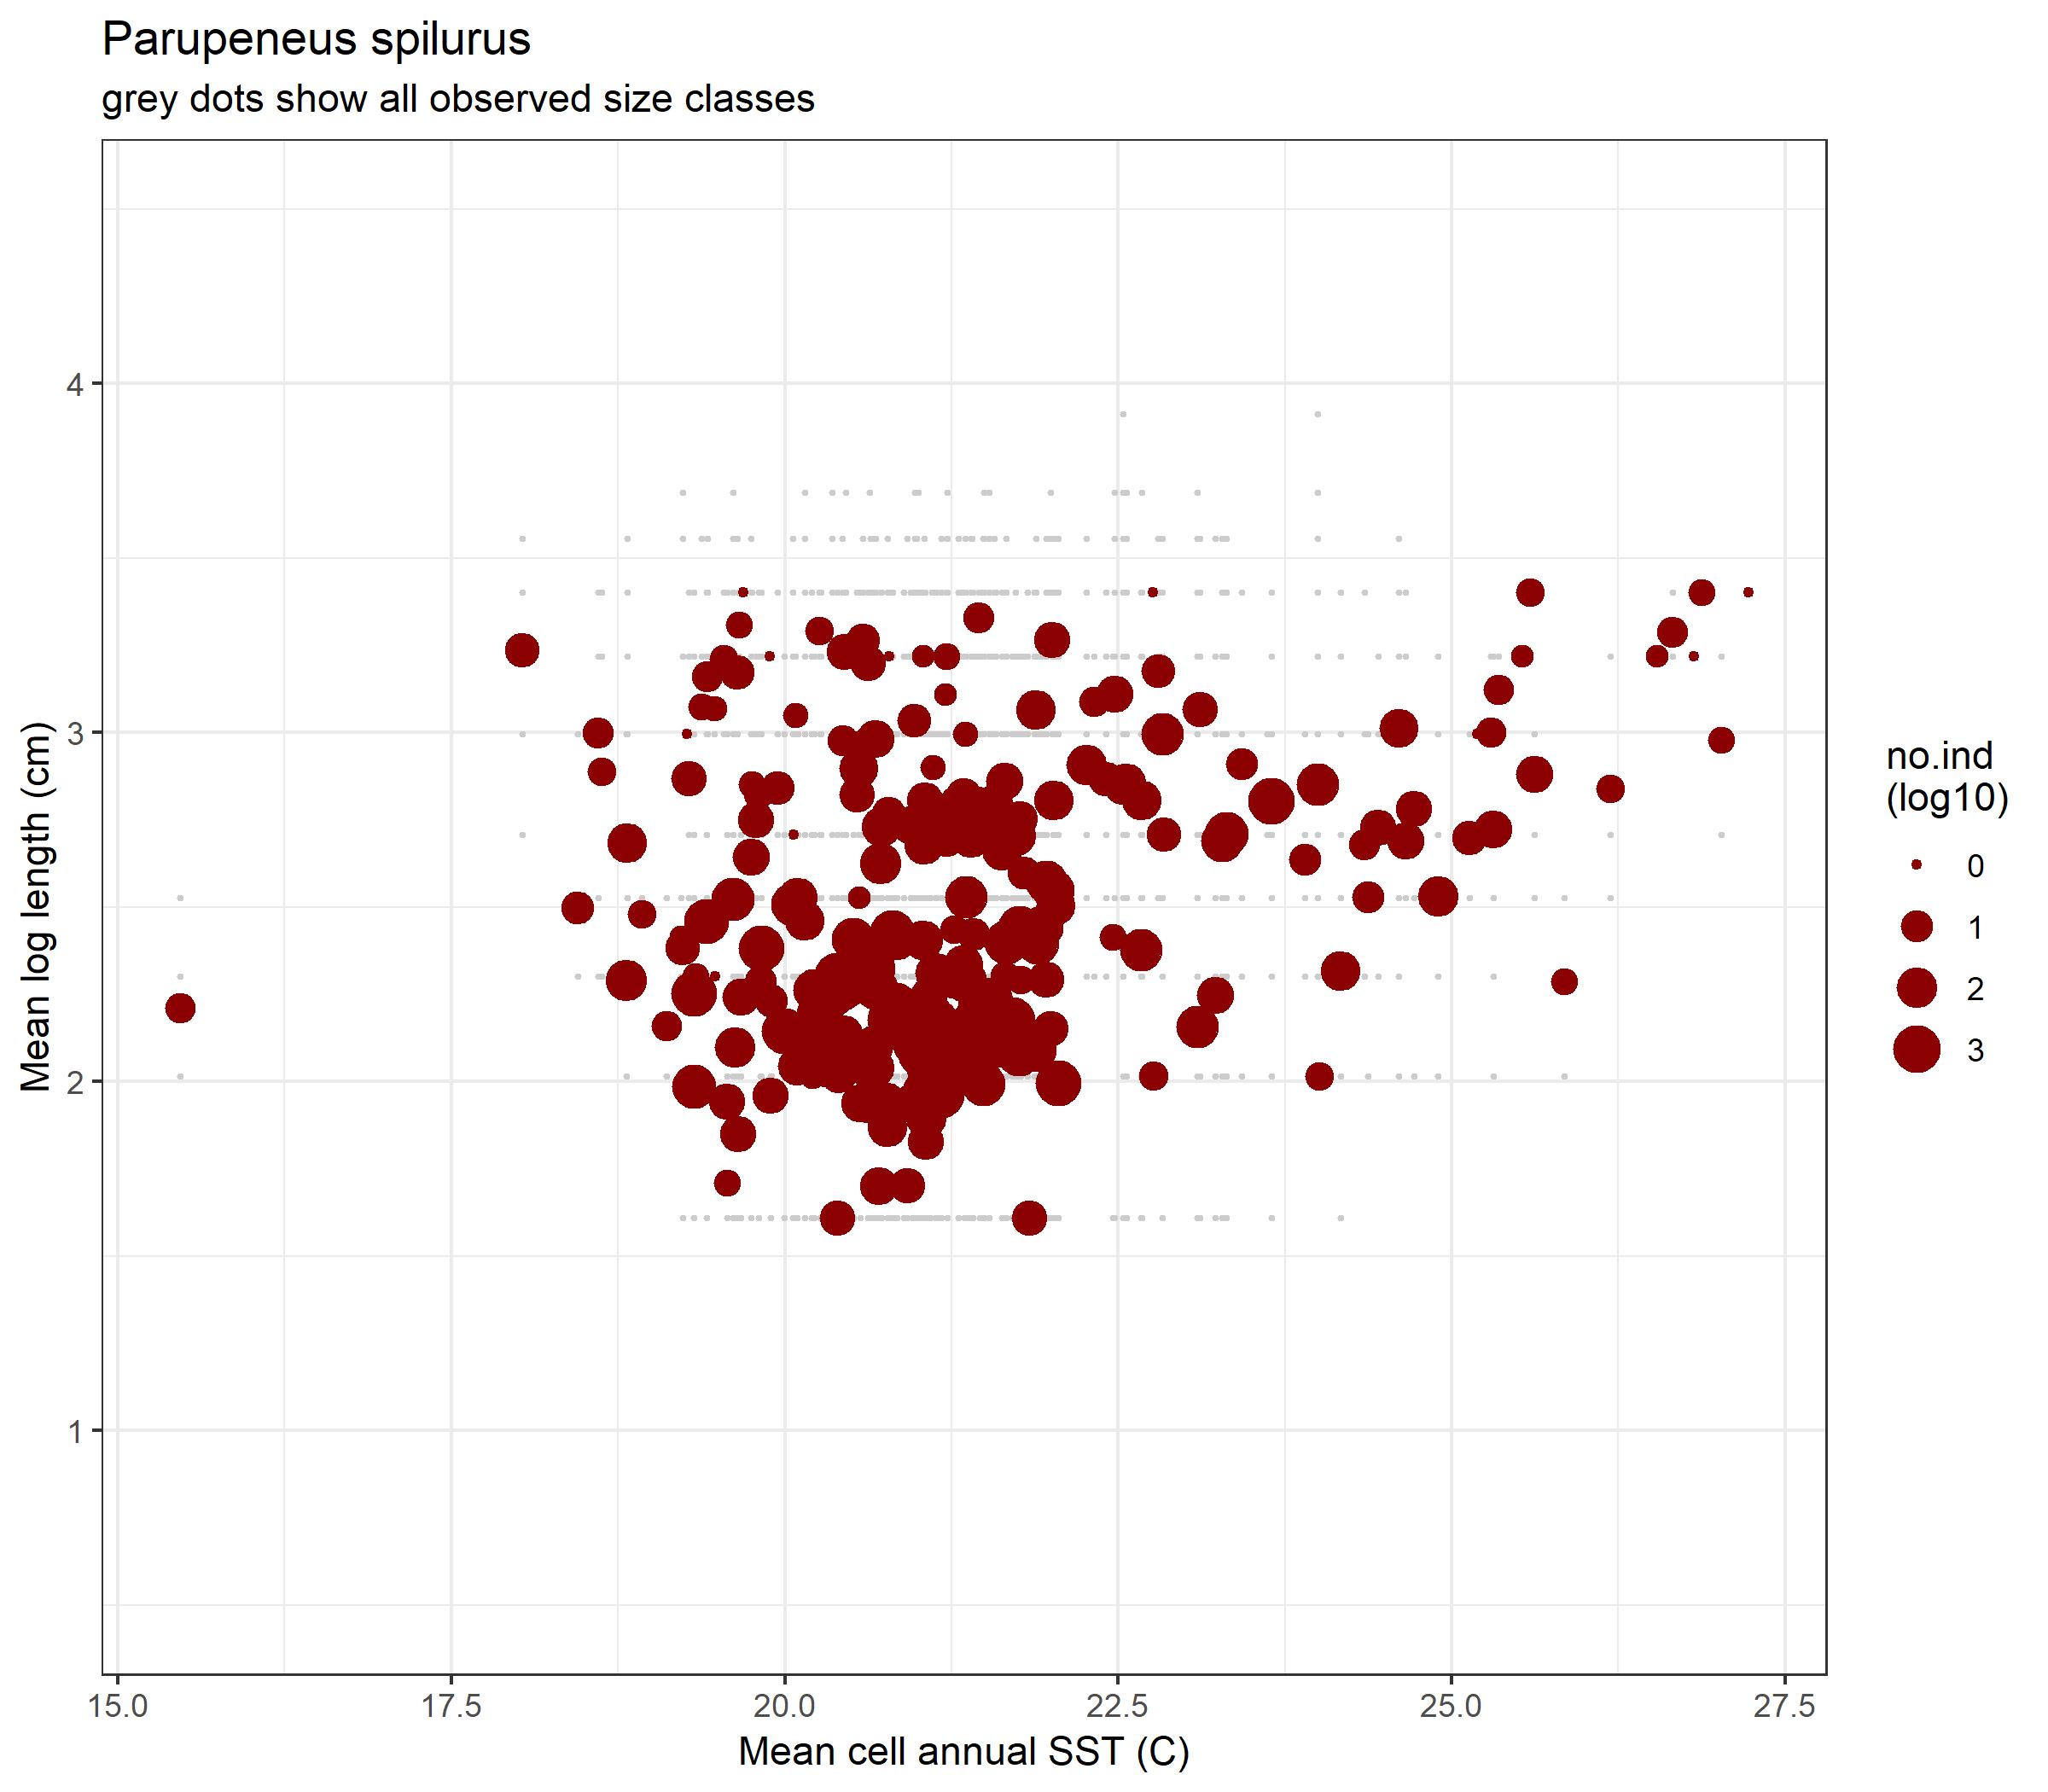 Parupeneus spilurus
grey dots show all observed size classes
4
3
2
1
Mean log length (cm)
15.0 17.5 20.0 22.5 25.0 27.5
Mean cell annual SST (C)
no.ind
(log10)
0
1
2
3